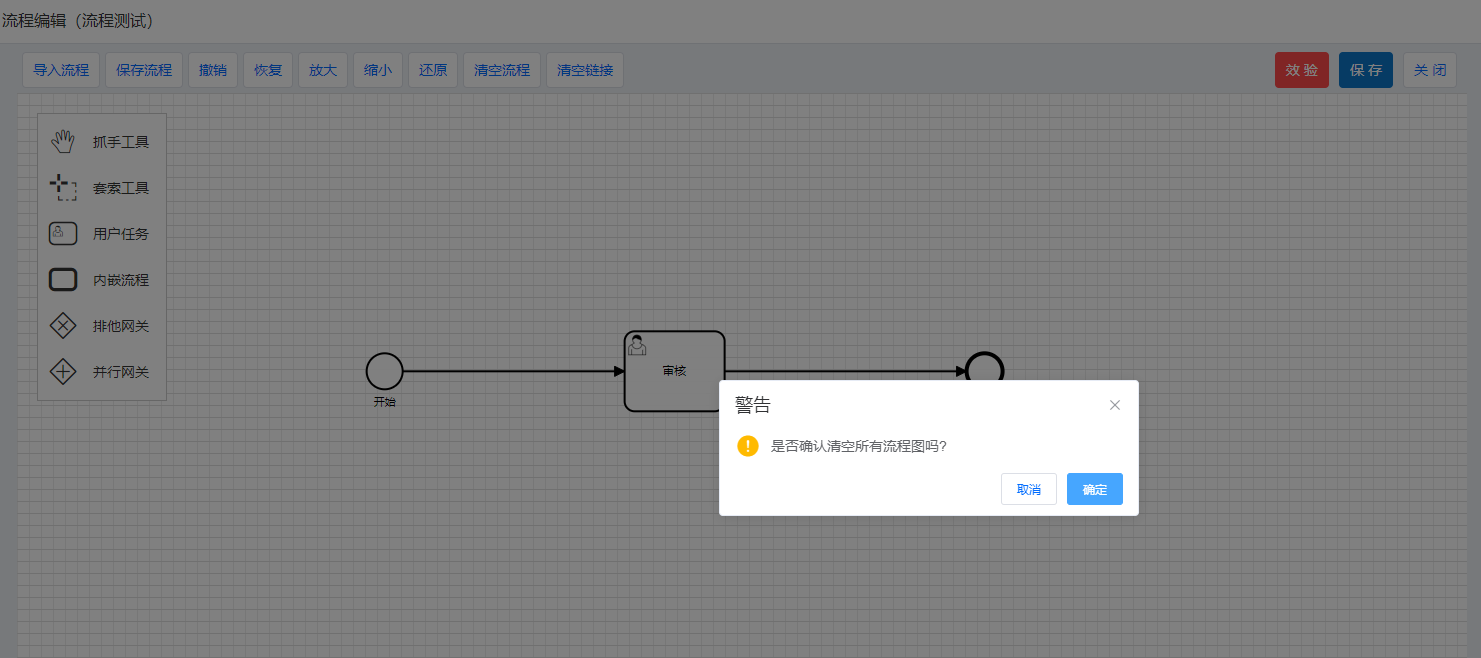 流程编辑（流程测试）
导入流程 保存流程 撤销 恢复 放大 缩小 还原 清空流程 清空链接 效 验 保 存 关 闭
抓手工具
套索工具
用户任务
内嵌流程
排他网关
并行网关
审核
开始
警告
是否确认清空所有流程图吗?
取消 确定